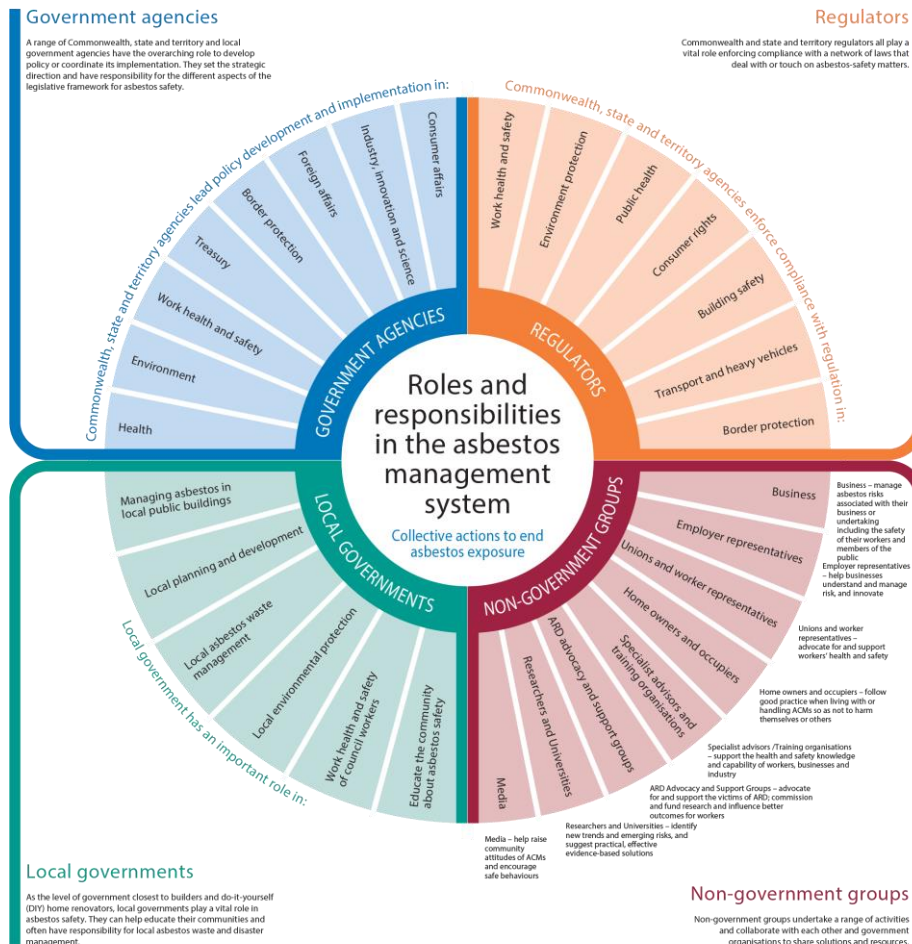 Government agencies
A range of Commonwealth, state and territory and local
government agencies have the overarching role to develop
policy or coordinate its implementation. They set the strategic
direction and have responsibility for the different aspects of the
legislative framework for asbestos safety.
Regulators
Commonwealth and state and territory regulators all play a
vital role enforcing compliance with a network of laws that
deal with or touch on asbestos-safety matters.
Commonwealth, state and territory agencies lead policy development and implementation in:
Health
Environment
Work health and safety
Treasury
Border protection
Foreign affairs
Industry, innovation and science
Consumer affairs
GOVERNMENT AGENCIES
Commonwealth, state and territory agencies enforce compliance with regulation in:
Work health and safety
Environment protection
Public health
Consumer rights
Building safety
Transport and heavy vehicles
Border protection
REGULATORS
Roles and
responsibilities
in the asbestos
management
system
Collective actions to end
asbestos exposure
LOCAL GOVERNMENTS
Managing asbestos in
local public buildings
Local planning and development
Local asbestos waste
management
Local environmental protection
Work health and safety
of council workers
Educate the community
about asbestos safety
Local government has an important role in:
NON-GOVERNMENT GROUPS
Business
Employer representatives
Unions and worker representatives
Home owners and occupiers
Specialist advisors and
training organisations
ARD advocacy and support groups
Researchers and Universities
Media
Business – manage
asbestos risks
associated with their
business or
undertaking
including the safety
of their workers and
members of the
public
Employer representatives
– help businesses
understand and manage
risk, and innovate
Unions and worker
representatives –
advocate for and support
workers' health and safety
Home owners and occupiers – follow
good practice when living with or
handling ACMs so as not to harm
themselves or others
Specialist advisors /Training organisations
– support the health and safety knowledge
and capability of workers, businesses and
industry
ARD Advocacy and Support Groups – advocate
for and support the victims of ARD; commission
and fund research and influence better
outcomes for workers
Researchers and Universities – identify
new trends and emerging risks, and
suggest practical, effective
evidence-based solutions
Media – help raise
community
attitudes of ACMs
and encourage
safe behaviours
Local governments
As the level of government closest to builders and do-it-yourself
(DIY) home renovators, local governments play a vital role in
asbestos safety. They can help educate their communities and
often have responsibility for local asbestos waste and disaster
management.
Non-government groups
Non-government groups undertake a range of activities
and collaborate with each other and government
organisations to share solutions and resources.